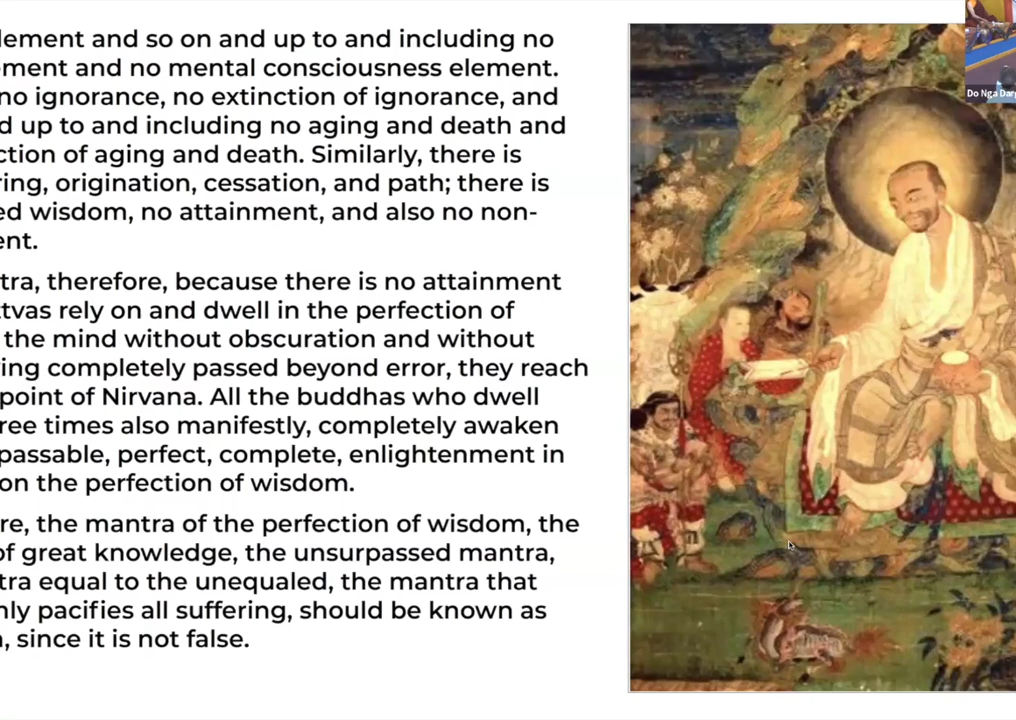 lement and so on and up to and including no
ment and no mental consciousness element.
no ignorance, no extinction of ignorance, and
d up to and including no aging and death and
ction of aging and death. Similarly, there is
ring, origination, cessation, and path; there is
ed wisdom, no attainment, and also no non-
ent.
tra, therefore, because there is no attainment
tvas rely on and dwell in the perfection of
the mind without obscuration and without
ing completely passed beyond error, they reach
point of Nirvana. All the buddhas who dwell
ree times also manifestly, completely awaken
passable, perfect, complete, enlightenment in
on the perfection of wisdom.
re, the mantra of the perfection of wisdom, the
of great knowledge, the unsurpassed mantra,
tra equal to the unequaled, the mantra that
nly pacifies all suffering, should be known as
, since it is not false.
Do Nga Darg